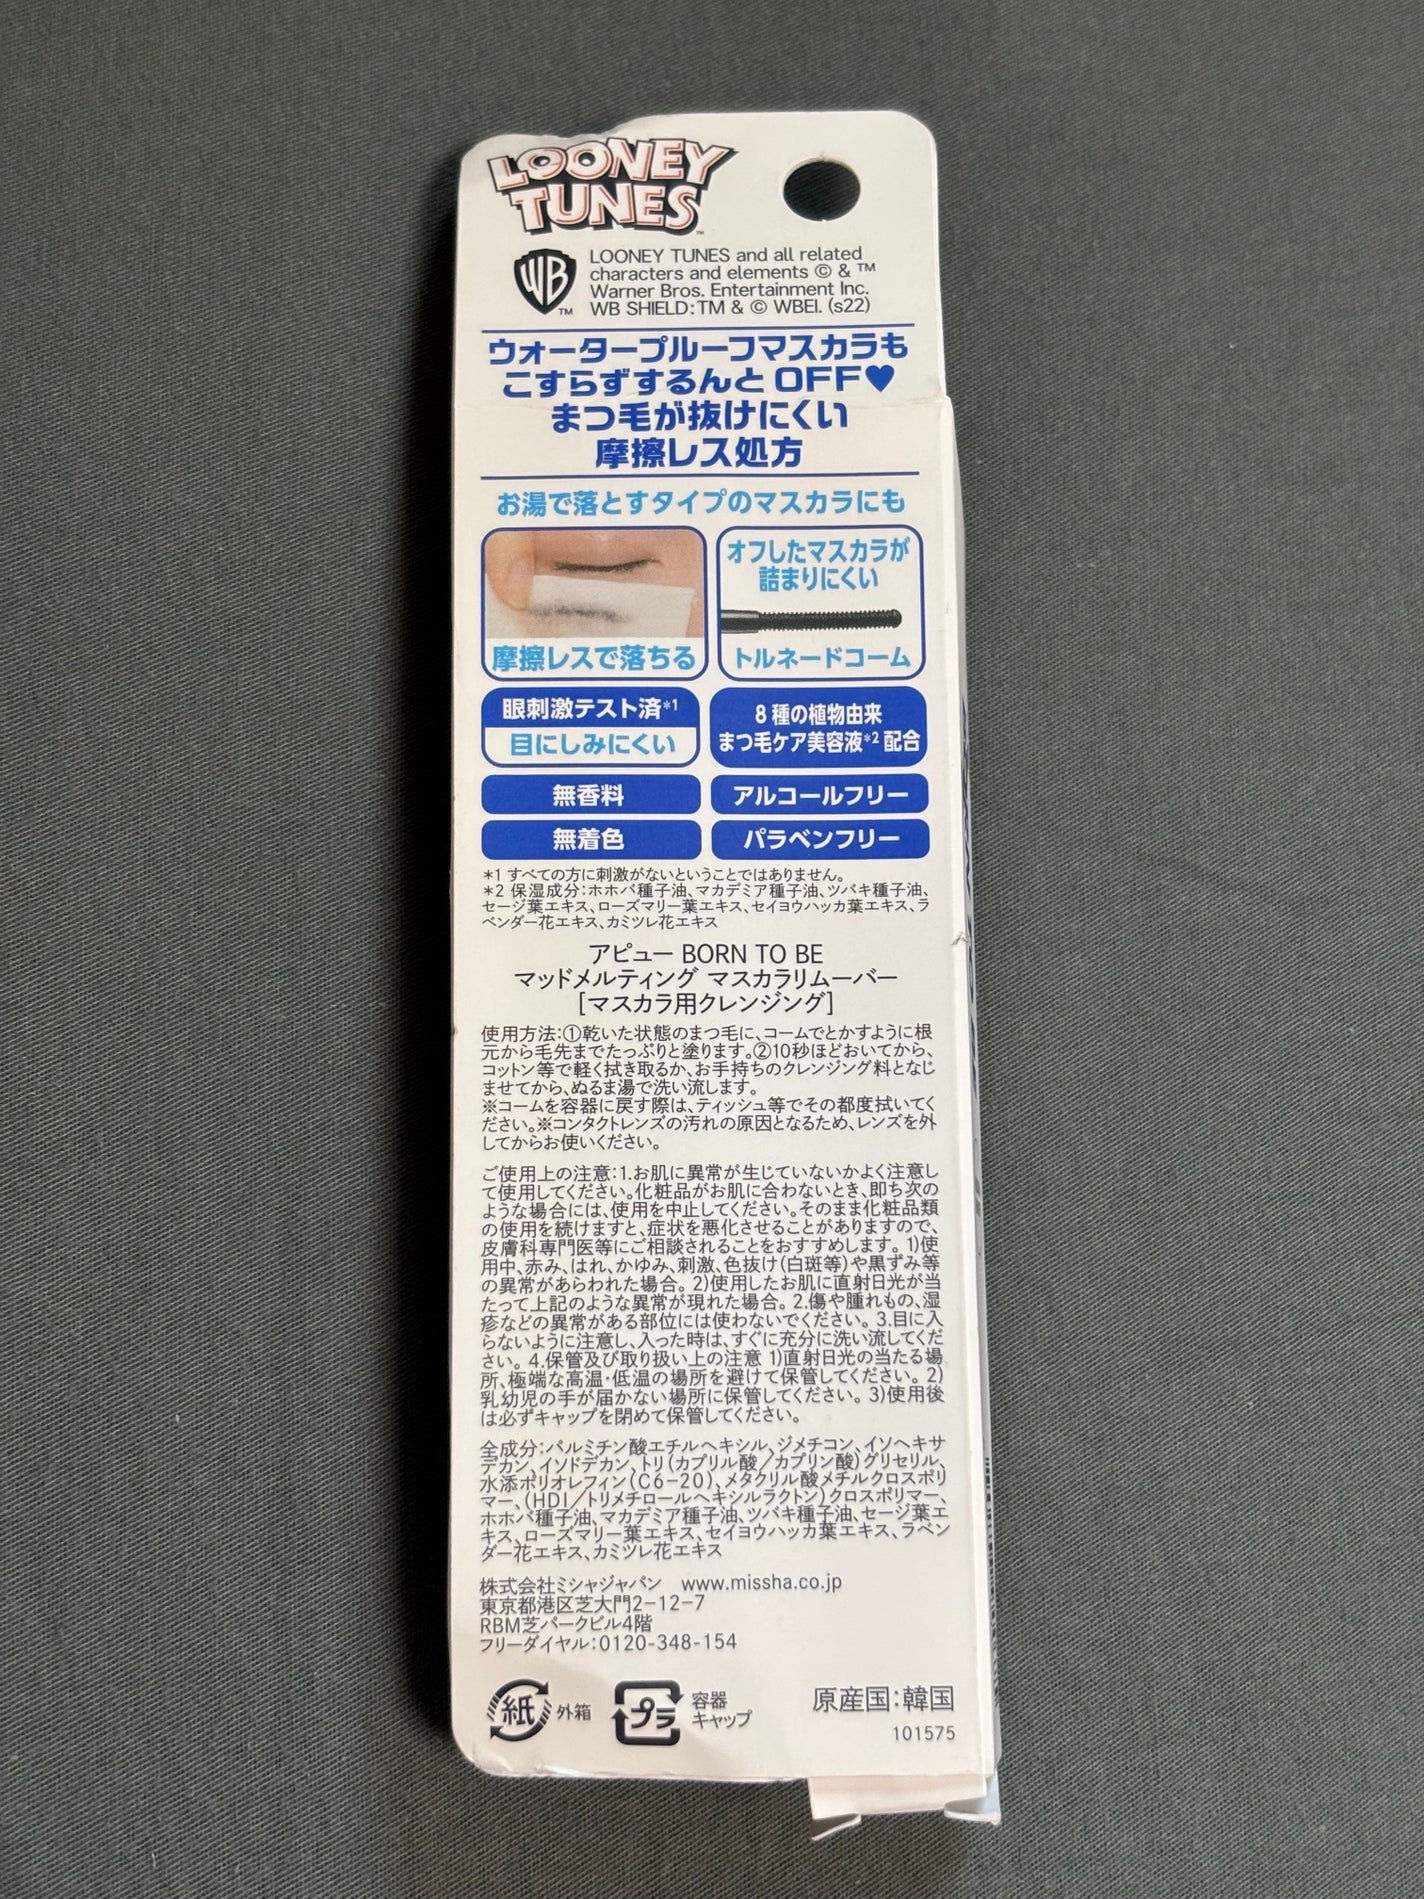 LOONEY
TUNES
™
WB
™
LOONEY TUNES and all related
characters and elements © & ™
Warner Bros. Entertainment Inc.
WB SHIELD: TM & © WBEI. (s22)
ウォータープルーフマスカラも
こすらずするんと OFF♥
まつ毛が抜けにくい
摩擦レス処方
お湯で落とすタイプのマスカラにも
摩擦レスで落ちる
オフしたマスカラが
詰まりにくい
トルネードコーム
眼刺激テスト済*1
目にしみにくい
8種の植物由来
まつ毛ケア美容液*2 配合
無香料
アルコールフリー
無着色
パラベンフリー
*1 すべての方に刺激がないということではありません。
*2 保湿成分:ホホバ種子油、マカデミア種子油、ツバキ種子油、
セージ葉エキス、ローズマリー葉エキス、セイヨウハッカ葉エキス、ラ
ベンダー花エキス、カミツレ花エキス
アピュー BORN TO BE
マッドメルティング マスカラリムーバー
[マスカラ用クレンジング]
使用方法:①乾いた状態のまつ毛に、コームでとかすように根
元から毛先までたっぷりと塗ります。②10秒ほどおいてから、
コットン等で軽く拭き取るか、お手持ちのクレンジング料となじ
ませてから、ぬるま湯で洗い流します。
※コームを容器に戻す際は、ティッシュ等でその都度拭いてく
ださい。※コンタクトレンズの汚れの原因となるため、レンズを外
してからお使いください。
ご使用上の注意:1.お肌に異常が生じていないかよく注意し
て使用してください。化粧品がお肌に合わないとき、即ち次の
ような場合には、使用を中止してください。そのまま化粧品類
の使用を続けますと、症状を悪化させることがありますので、
皮膚科専門医等にご相談されることをおすすめします。1)使
用中、赤み、はれ、かゆみ、刺激、色抜け(白斑等)や黒ずみ等
の異常があらわれた場合。2)使用したお肌に直射日光が当
たって上記のような異常が現れた場合。2.傷や腫れもの、湿
疹などの異常がある部位には使わないでください。3.目に入
らないように注意し、入った時は、すぐに充分に洗い流してくだ
さい。4.保管及び取り扱い上の注意 1)直射日光の当たる場
所、極端な高温・低温の場所を避けて保管してください。2)
乳幼児の手が届かない場所に保管してください。3)使用後
は必ずキャップを閉めて保管してください。
全成分:パルミチン酸エチルヘキシル、ジメチコン、イソヘキサ
デカン、イソドデカン、トリ(カプリル酸/カプリン酸)グリセリル、
水添ポリオレフィン(C6-20)、メタクリル酸メチルクロスポリ
マー、(HDI/トリメチロールヘキシルラクトン)クロスポリマー、
ホホバ種子油、マカデミア種子油、ツバキ種子油、セージ葉エ
キス、ローズマリー葉エキス、セイヨウハッカ葉エキス、ラベン
ダー花エキス、カミツレ花エキス
株式会社ミシャジャパン www.missha.co.jp
東京都港区芝大門2-12-7
RBM芝パークビル4階
フリーダイヤル:0120-348-154
紙 外箱
プラ 容器
キャップ
原産国:韓国
101575